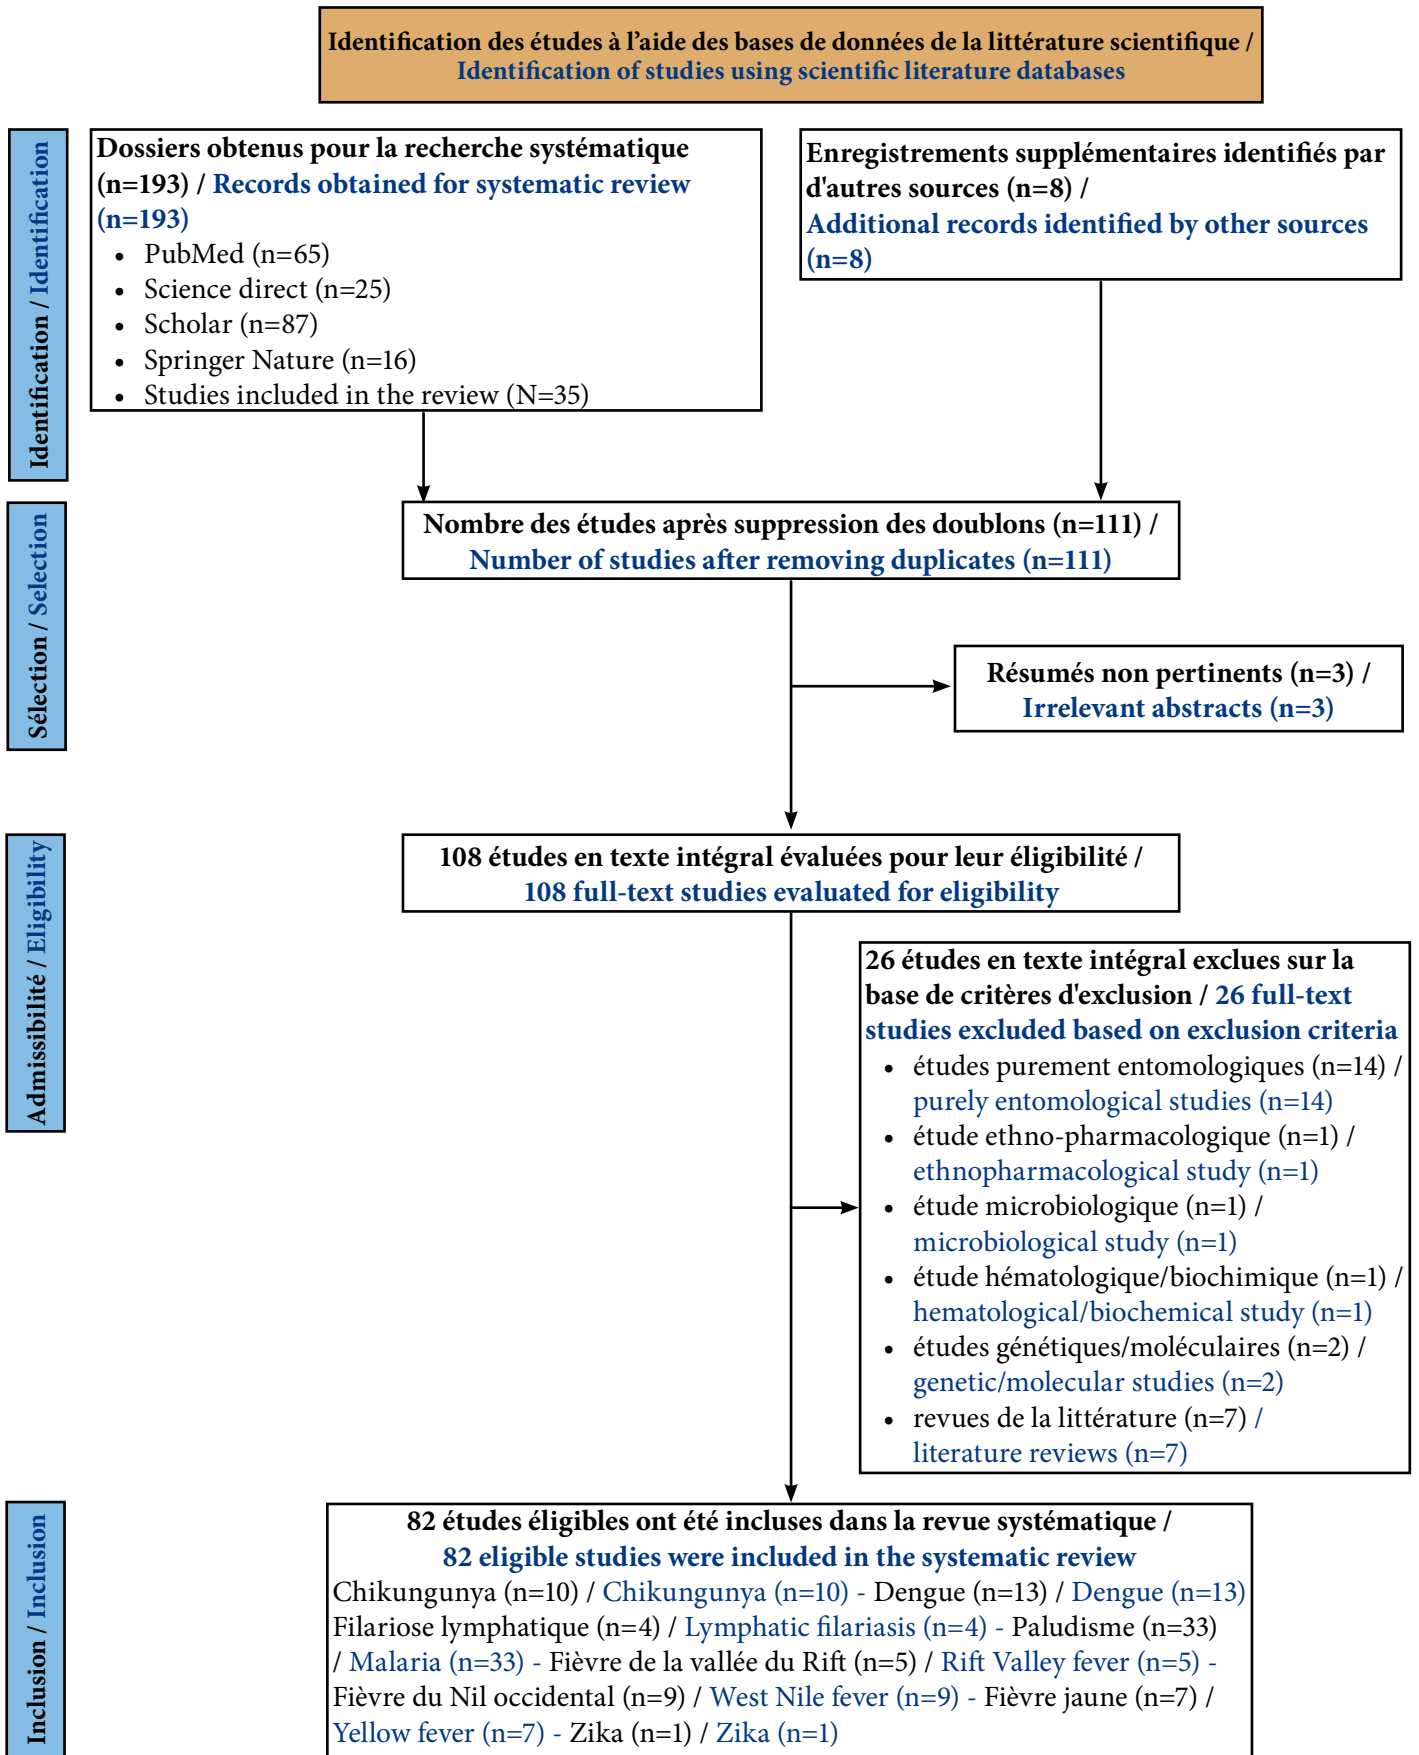 Identification des études à l’aide des bases de données de la littérature scientifique /
Identification of studies using scientific literature databases
Identification / Identification
Dossiers obtenus pour la recherche systématique
(n=193) / Records obtained for systematic review
(n=193)
• PubMed (n=65)
• Science direct (n=25)
• Scholar (n=87)
• Springer Nature (n=16)
• Studies included in the review (N=35)
Enregistrements supplémentaires identifiés par
d'autres sources (n=8) /
Additional records identified by other sources
(n=8)
Sélection / Selection
Nombre des études après suppression des doublons (n=111) /
Number of studies after removing duplicates (n=111)
Résumés non pertinents (n=3) /
Irrelevant abstracts (n=3)
Admissibilité / Eligibility
108 études en texte intégral évaluées pour leur éligibilité /
108 full-text studies evaluated for eligibility
26 études en texte intégral exclues sur la
base de critères d'exclusion / 26 full-text
studies excluded based on exclusion criteria
• études purement entomologiques (n=14) /
purely entomological studies (n=14)
• étude ethno-pharmacologique (n=1) /
ethnopharmacological study (n=1)
• étude microbiologique (n=1) /
microbiological study (n=1)
• étude hématologique/biochimique (n=1) /
hematological/biochemical study (n=1)
• études génétiques/moléculaires (n=2) /
genetic/molecular studies (n=2)
• revues de la littérature (n=7) /
literature reviews (n=7)
Inclusion / Inclusion
82 études éligibles ont été incluses dans la revue systématique /
82 eligible studies were included in the systematic review
Chikungunya (n=10) / Chikungunya (n=10) - Dengue (n=13) / Dengue (n=13)
Filariose lymphatique (n=4) / Lymphatic filariasis (n=4) - Paludisme (n=33)
/ Malaria (n=33) - Fièvre de la vallée du Rift (n=5) / Rift Valley fever (n=5) -
Fièvre du Nil occidental (n=9) / West Nile fever (n=9) - Fièvre jaune (n=7) /
Yellow fever (n=7) - Zika (n=1) / Zika (n=1)